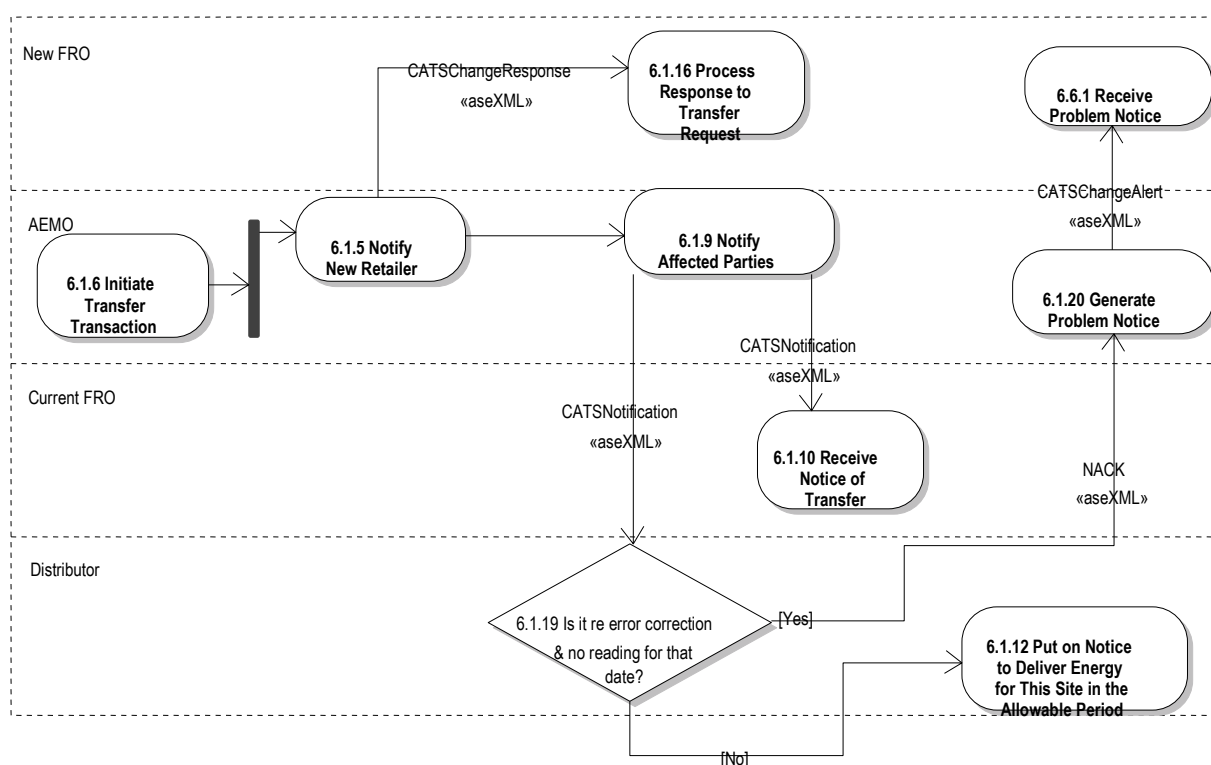 New FRO
CATSChangeResponse
«aseXML»
6.1.16 Process
Response to
Transfer
Request
6.6.1 Receive
Problem Notice
CATSChangeAlert
«aseXML»
AEMO
6.1.6 Initiate
Transfer
Transaction
6.1.5 Notify
New Retailer
6.1.9 Notify
Affected Parties
6.1.20 Generate
Problem Notice
CATSNotification
«aseXML»
Current FRO
CATSNotification
«aseXML»
6.1.10 Receive
Notice of
Transfer
NACK
«aseXML»
Distributor
6.1.19 Is it re error correction
& no reading for that
date?
[Yes]
6.1.12 Put on Notice
to Deliver Energy
for This Site in the
Allowable Period
[No]